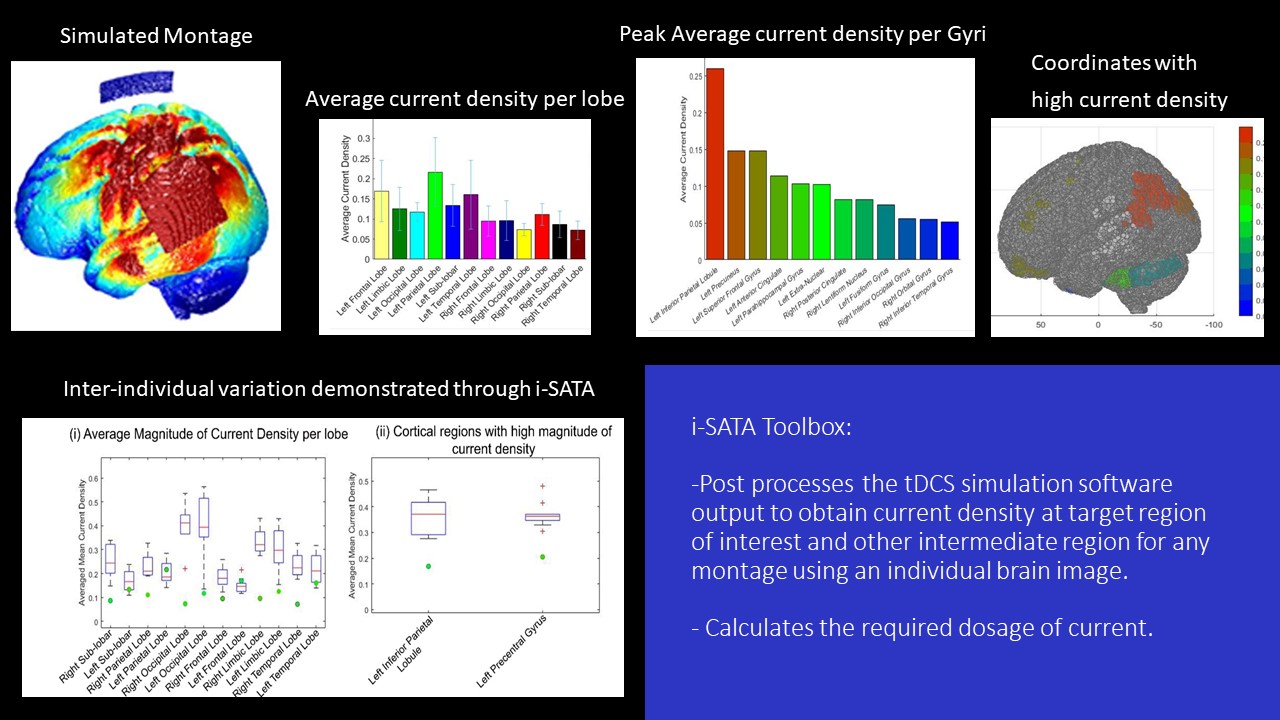 Simulated Montage
Average current density per lobe
Peak Average current density per Gyri
Coordinates with
high current density
Average Current Density
0.3
0.25
0.2
0.15
0.1
0.05
0
Left Frontal Lobe
Left Limbic Lobe
Left Occipital Lobe
Left Parietal Lobe
Left Sub-lobar
Left Temporal Lobe
Right Frontal Lobe
Right Limbic Lobe
Right Occipital Lobe
Right Parietal Lobe
Right Sub-lobar
Right Temporal Lobe
Average Current Density
0.25
0.2
0.15
0.1
0.05
0
Left Inferior Parietal Lobule
Left Precuneus
Left Superior Frontal Gyrus
Left Anterior Cingulate
Left Parahippocampal Gyrus
Left Extra-Nuclear
Right Posterior Cingulate
Right Lentiform Nucleus
Left Fusiform Gyrus
Right Inferior Occipital Gyrus
Right Orbital Gyrus
Right Inferior Temporal Gyrus
50
0
-50
-100
Inter-individual variation demonstrated through i-SATA
(i) Average Magnitude of Current Density per lobe
Averaged Mean Current Density
0.6
0.5
0.4
0.3
0.2
0.1
0
Right Sub-lobar
Left Sub-lobar
Right Parietal Lobe
Left Parietal Lobe
Right Occipital Lobe
Left Occipital Lobe
Right Frontal Lobe
Left Frontal Lobe
Right Limbic Lobe
Left Limbic Lobe
Right Temporal Lobe
Left Temporal Lobe
(ii) Cortical regions with high magnitude of
current density
Averaged Mean Current Density
0.5
0.4
0.3
0.2
0.1
0
Left Inferior Parietal
Lobule
Left Precentral Gyrus
i-SATA Toolbox:
-Post processes the tDCS simulation software
output to obtain current density at target region
of interest and other intermediate region for any
montage using an individual brain image.
- Calculates the required dosage of current.